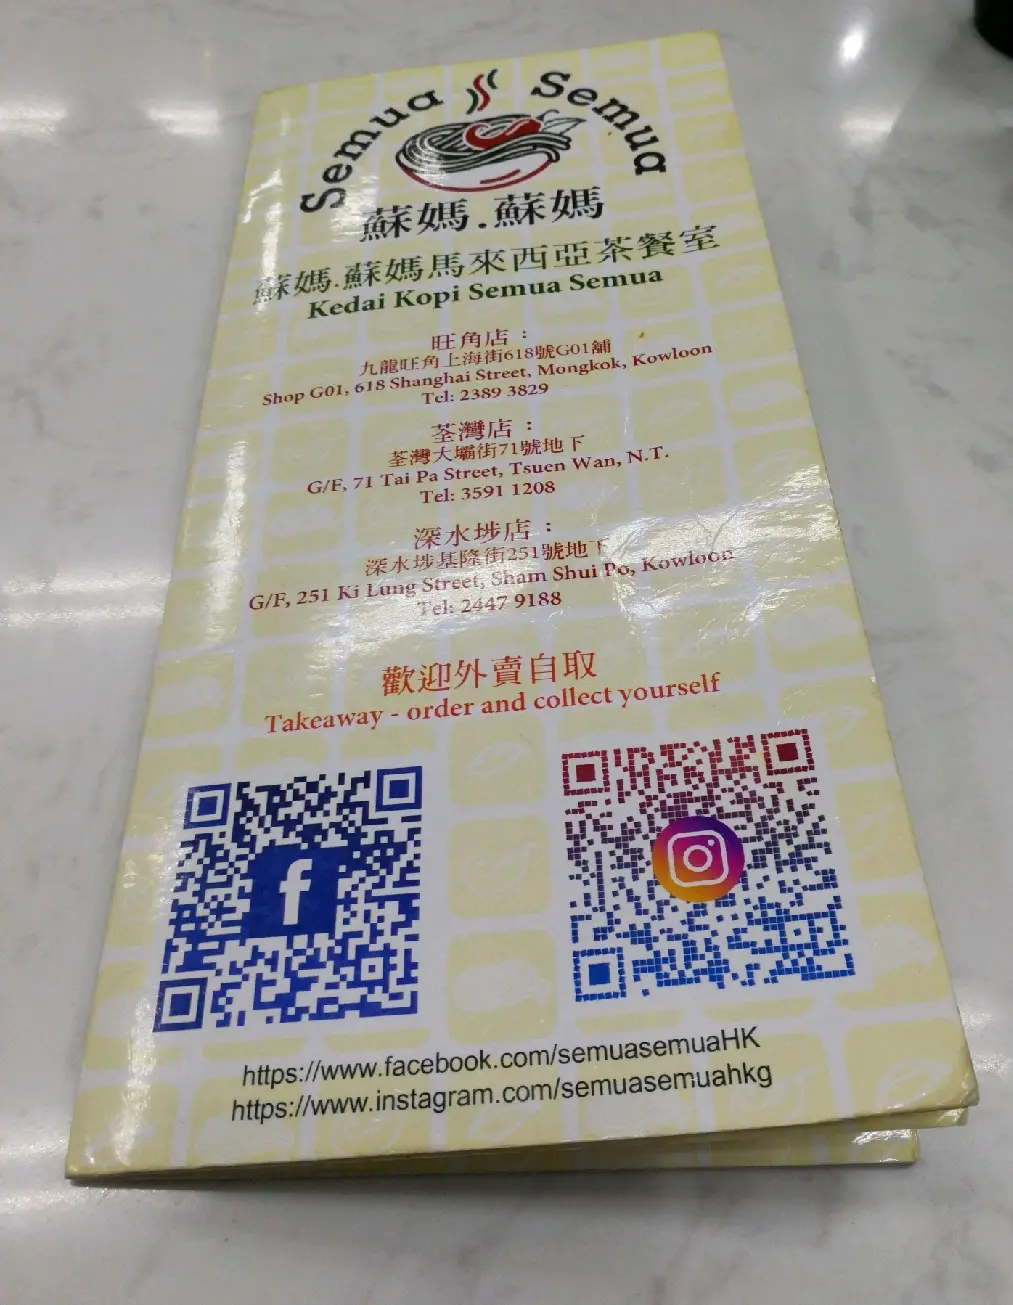 Semua Semua
蘇媽.蘇媽
蘇媽.蘇媽馬來西亞茶餐室
Kedai Kopi Semua Semua
旺角店：
九龍旺角上海街618號G01舖
Shop G01, 618 Shanghai Street, Mongkok, Kowloon
Tel: 2389 3829
荃灣店：
荃灣大壩街71號地下
G/F, 71 Tai Pa Street, Tsuen Wan, N.T.
Tel: 3591 1208
深水埗店：
深水埗基隆街251號地下
G/F, 251 Ki Lung Street, Sham Shui Po, Kowloon
Tel: 2447 9188
歡迎外賣自取
Takeaway - order and collect yourself
https://www.facebook.com/semuasemuaHK
https://www.instagram.com/semuasemuahkg